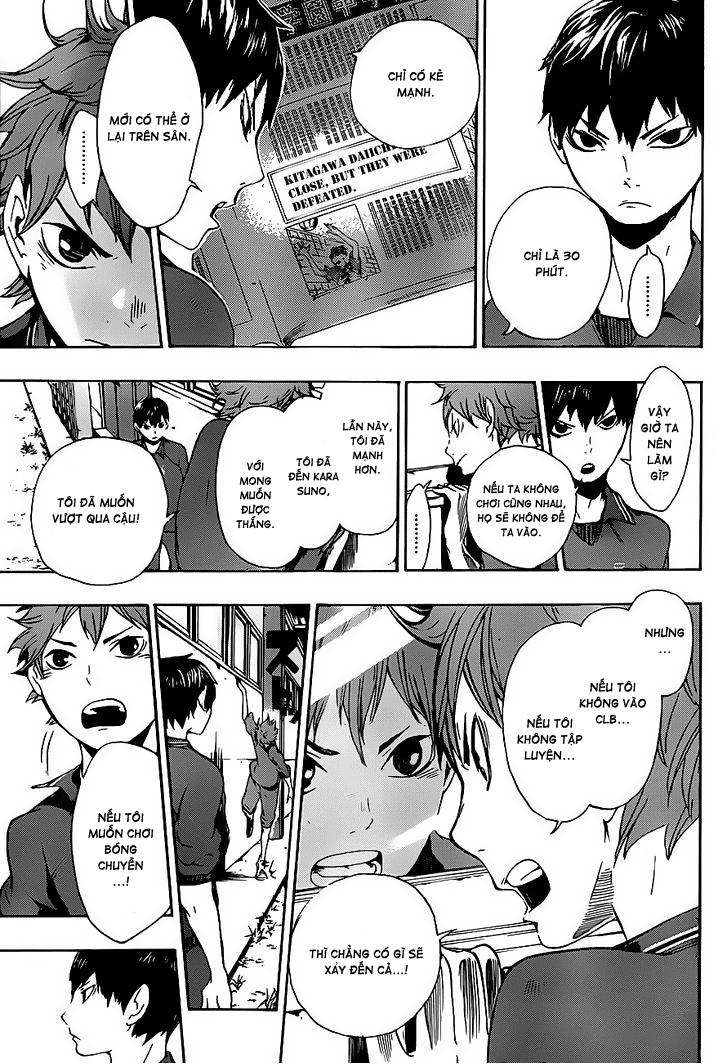 CHỈ LÀ 30
PHÚT.
..........
学園中
CHỈ CÓ KẺ
MẠNH.
KITAGAWA DAIICHI
CLOSE, BUT THEY WERE
DEFEATED.
MỚI CÓ THỂ Ở
LẠI TRÊN SÂN.
..........
VẬY
GIỜ TA
NÊN
LÀM
GÌ?
NẾU TA KHÔNG
CHƠI CÙNG NHAU,
HỌ SẼ KHÔNG ĐỂ
TA VÀO.
........
LẦN NÀY,
TÔI ĐÃ
MẠNH
HƠN.
TÔI ĐÃ
ĐẾN KARA
SUNO,
VỚI
MONG MUỐN
ĐƯỢC
THẮNG.
TÔI ĐÃ MUỐN
VƯỢT QUA CẬU!
NHƯNG
...
NẾU TÔI
KHÔNG VÀO
CLB...
NẾU TÔI
KHÔNG TẬP
LUYỆN...
THÌ CHẲNG CÓ GÌ SẼ
XẢY ĐẾN CẢ...!
NẾU TÔI
MUỐN CHƠI
BÓNG
CHUYỀN
...!